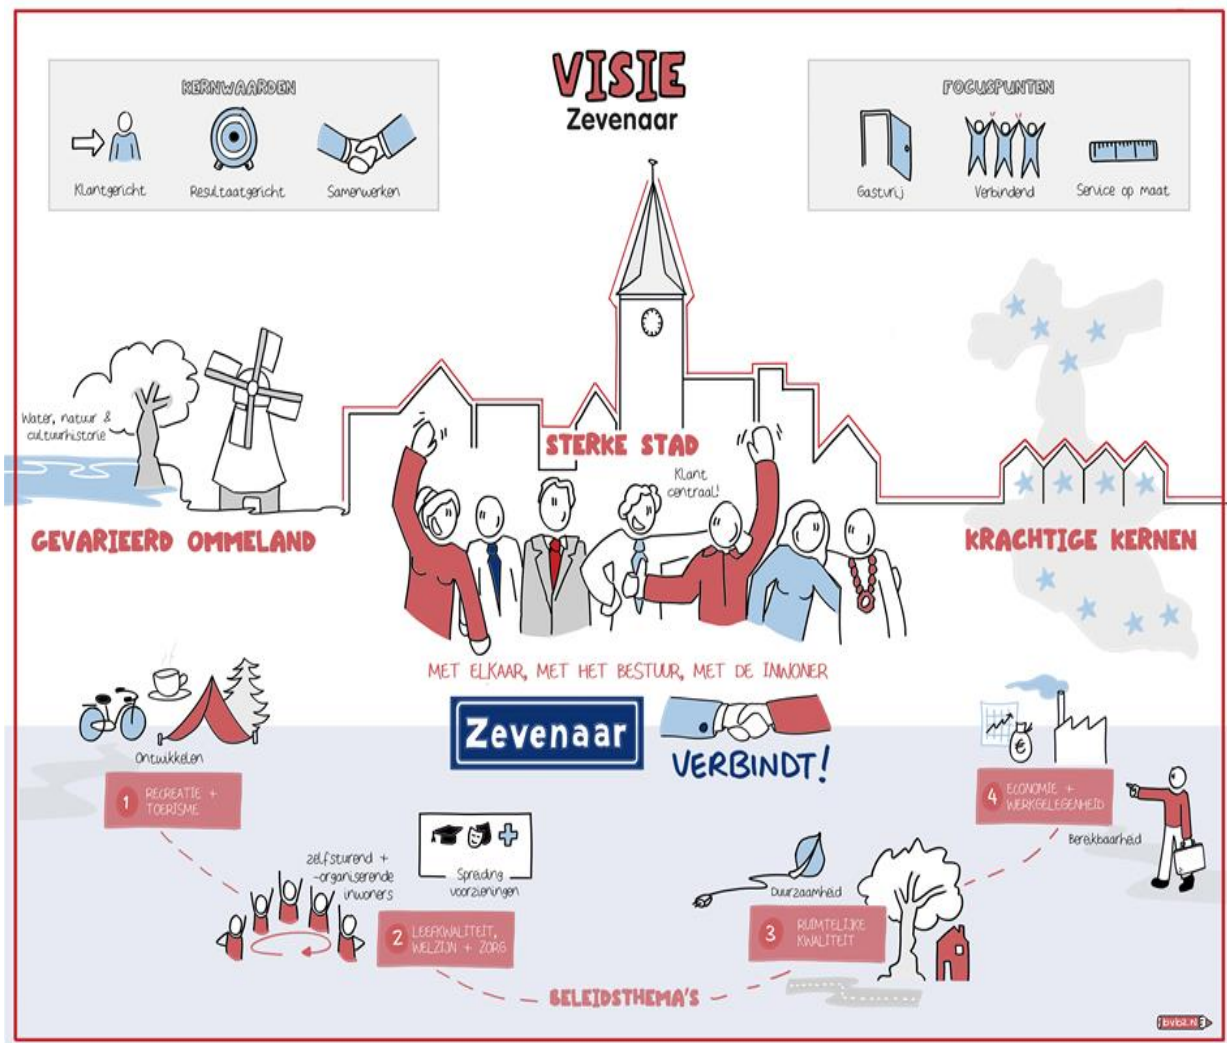 VISIE
Zevenaar
KERNWAARDEN
Klantgericht
Resultaatgericht
Samenwerken
FOCUSPUNTEN
Gastvrij
Verbindend
Service op maat
Water, natuur &
cultuurhistorie
GEVARIEERD OMMELAND
STERKE STAD
Klant
centraal!
KRACHTIGE KERNEN
MET ELKAAR, MET HET BESTUUR, MET DE INWONER
Zevenaar
VERBINDT!
Ontwikkelen
1 RECREATIE +
TOERISME
zelfsturend +
-organiserende
inwoners
Spreiding
voorzieningen
2 LEEFKWALITEIT,
WELZIJN + ZORG
Duurzaamheid
3 RUIMTELIJKE
KWALITEIT
€
4 ECONOMIE +
WERKGELEGENHEID
Bereikbaarheid
BELEIDSTHEMA'S